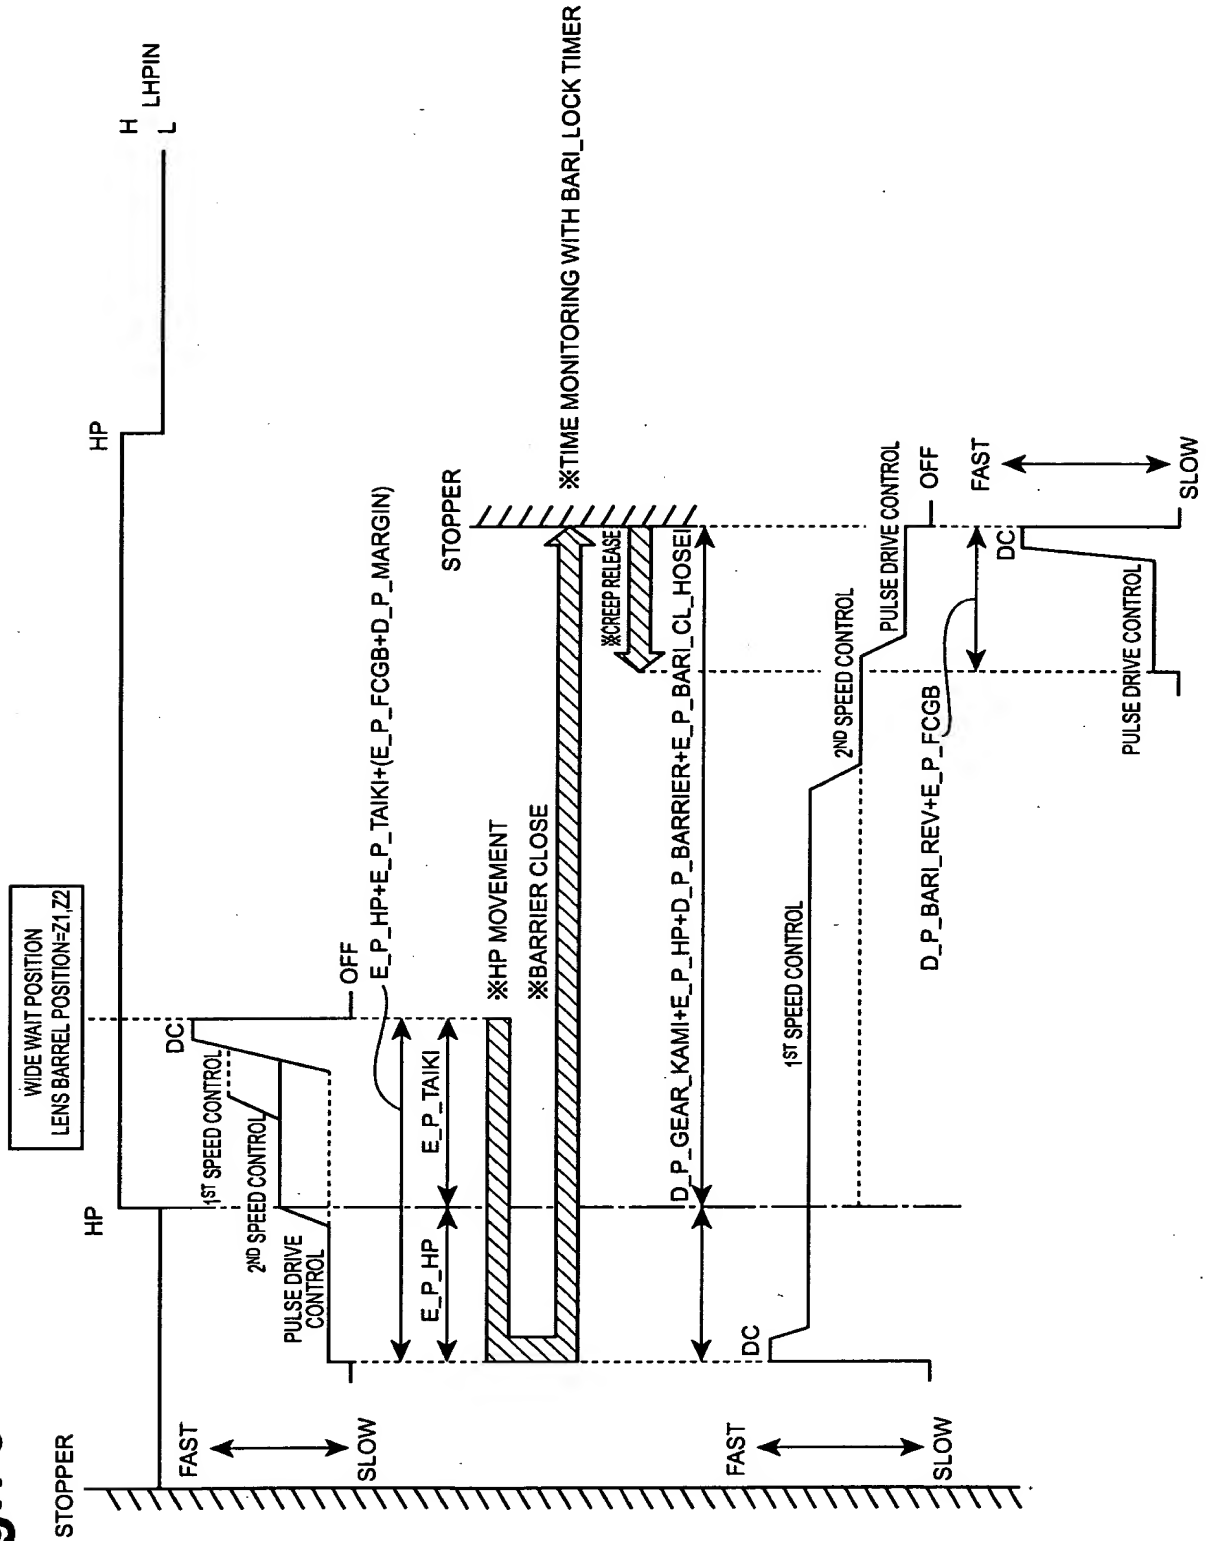 STOPPER
HP
WIDE WAIT POSITION
LENS BARREL POSITION=Z1,Z2
HP
H
L
LHPIN
FAST
SLOW
PULSE DRIVE
CONTROL
2ND SPEED CONTROL
1ST SPEED CONTROL
DC
OFF
E_P_HP+E_P_TAIKI+(E_P_FCGB+D_P_MARGIN)
E_P_HP
E_P_TAIKI
※HP MOVEMENT
※BARRIER CLOSE
STOPPER
※TIME MONITORING WITH BARI_LOCK TIMER
※CREEP RELEASE
D_P_GEAR_KAMI+E_P_HP+D_P_BARRIER+E_P_BARI_CL_HOSEI
FAST
SLOW
DC
1ST SPEED CONTROL
2ND SPEED CONTROL
PULSE DRIVE CONTROL
OFF
D_P_BARI_REV+E_P_FCGB
FAST
SLOW
DC
PULSE DRIVE CONTROL